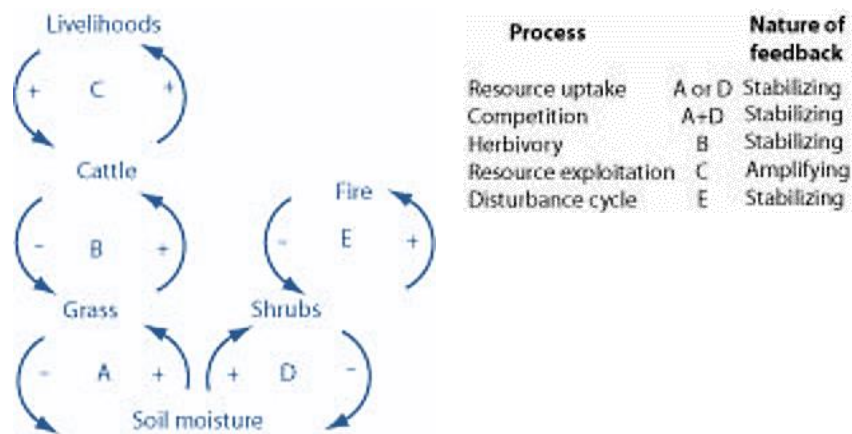 Livelihoods
+ C +
Cattle
- B +
Fire
- E +
Grass
Shrubs
- A +
+ D -
Soil moisture
Process Nature of
feedback
Resource uptake A or D Stabilizing
Competition A+D Stabilizing
Herbivory B Stabilizing
Resource exploitation C Amplifying
Disturbance cycle E Stabilizing